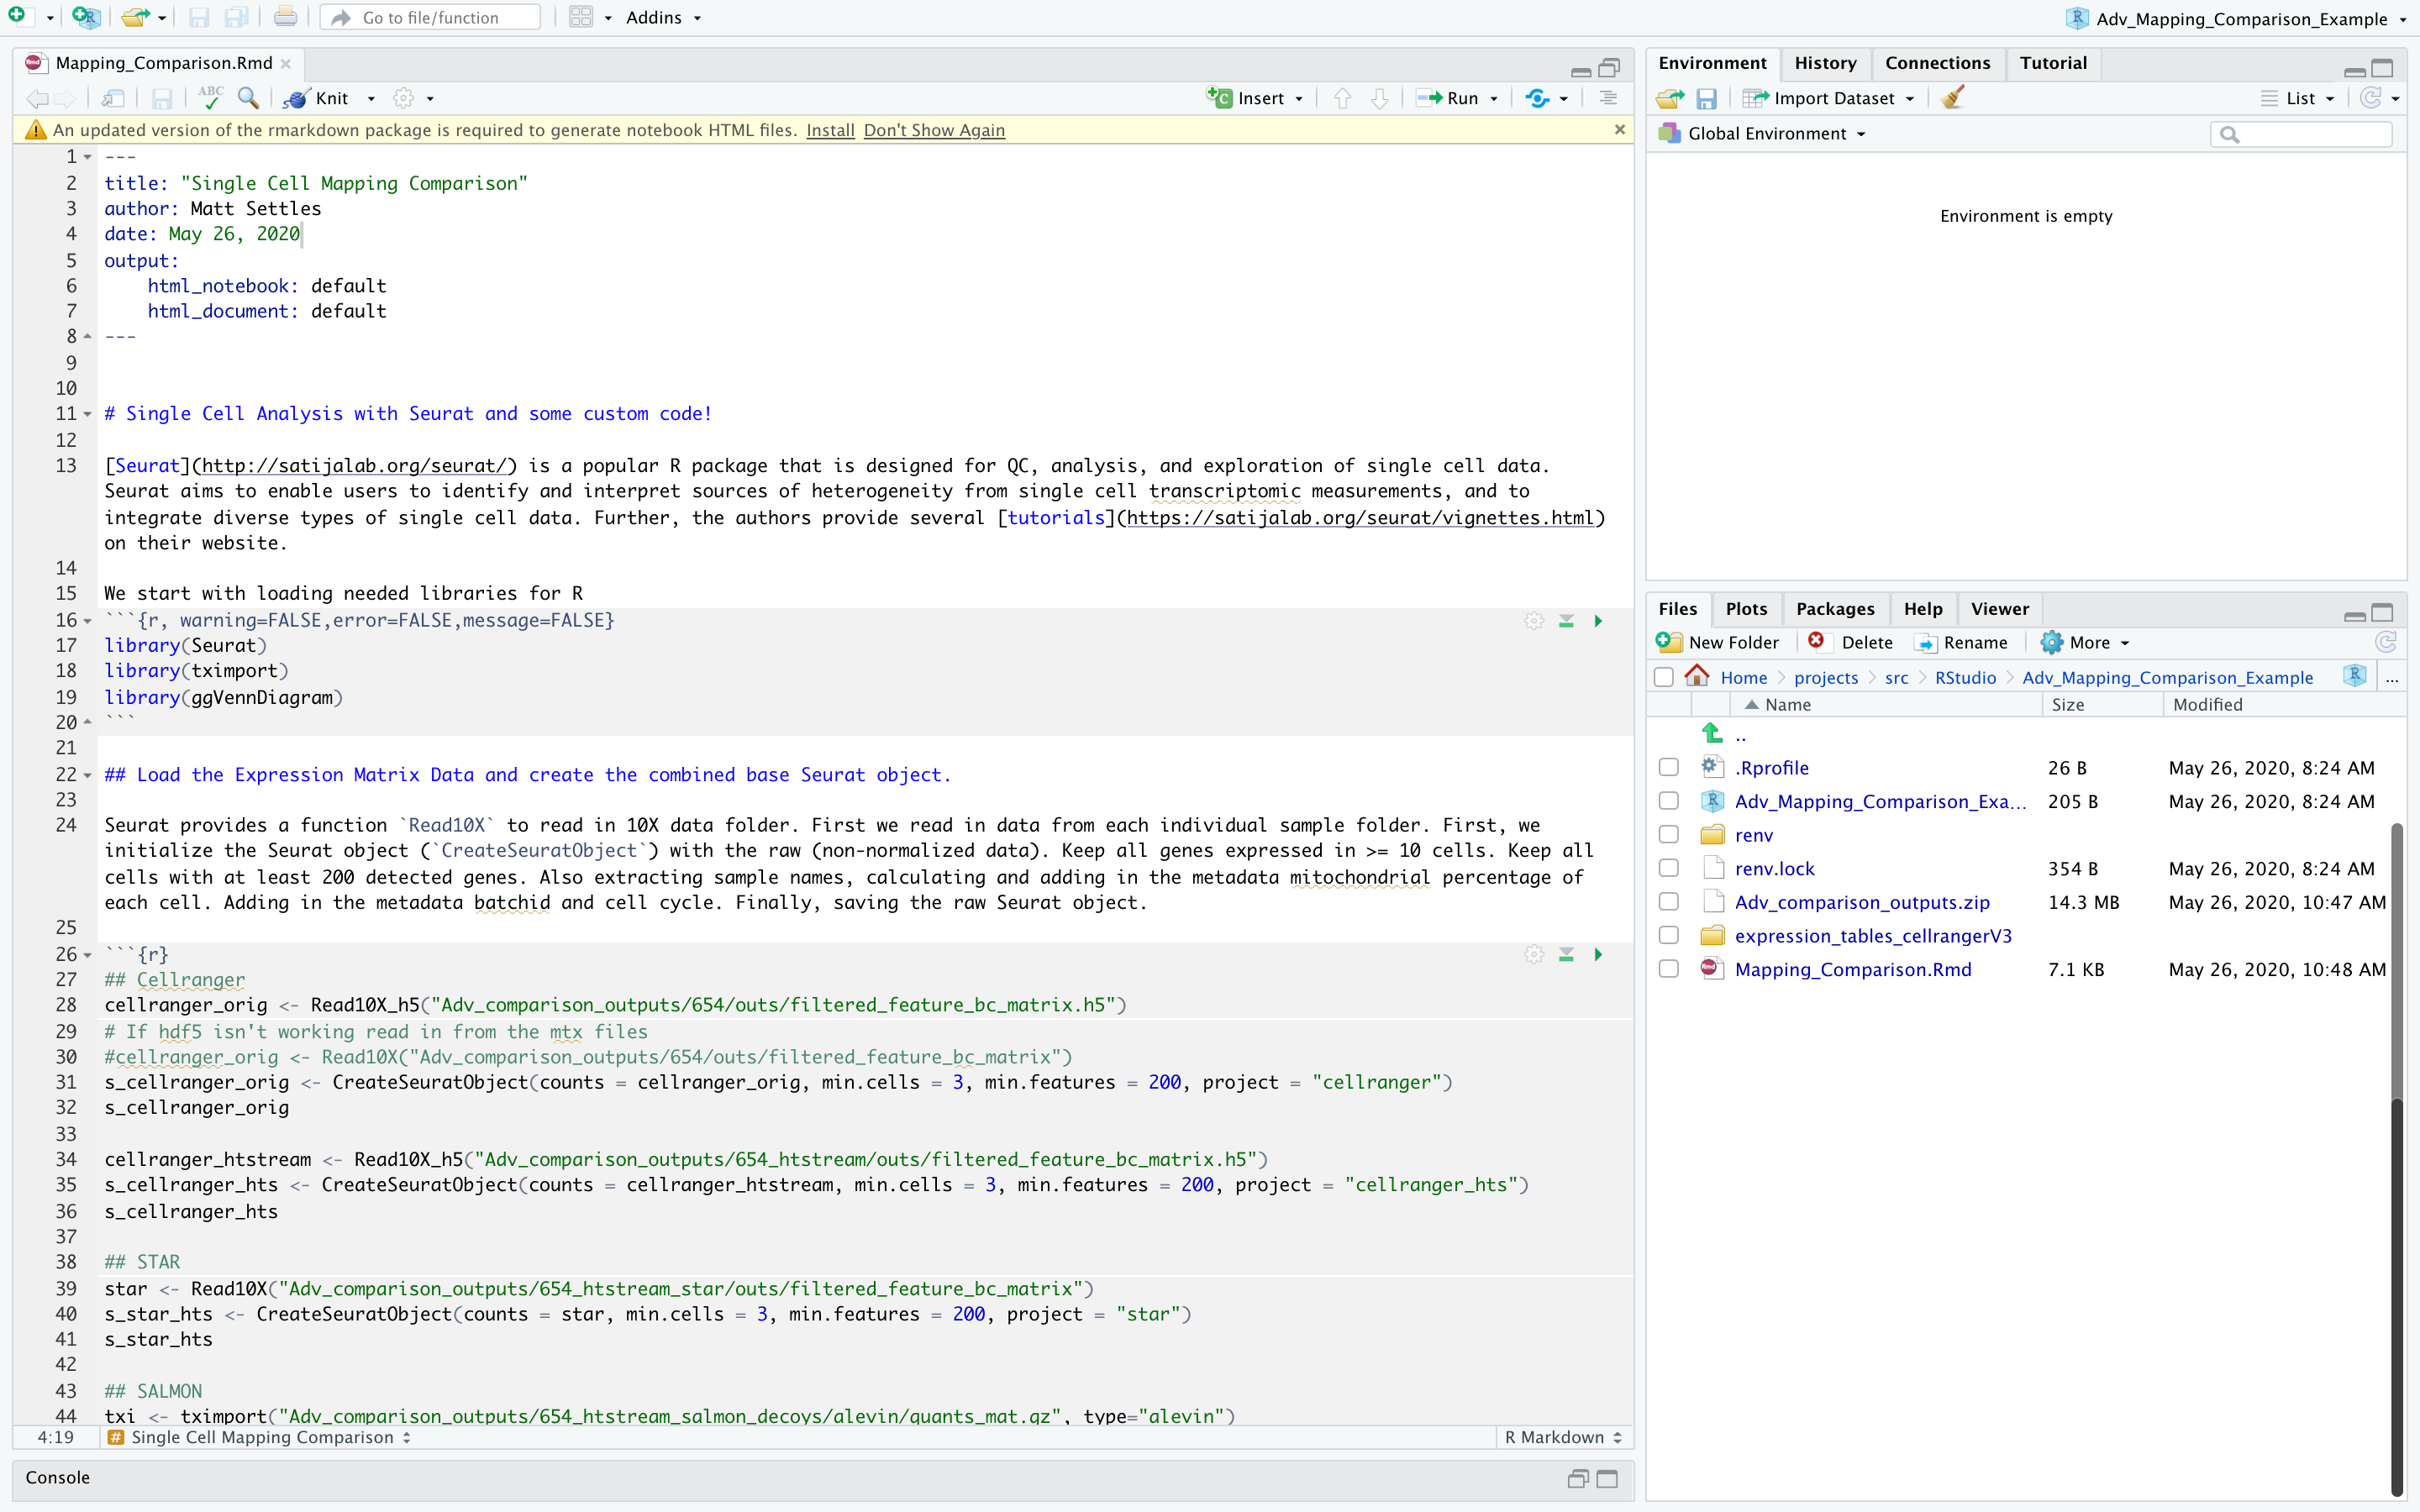 Go to file/function
Addins
Adv_Mapping_Comparison_Example
Mapping_Comparison.Rmd
ABC
Knit
Insert
Run
An updated version of the rmarkdown package is required to generate notebook HTML files. Install Don't Show Again
1 ---
2 title: "Single Cell Mapping Comparison"
3 author: Matt Settles
4 date: May 26, 2020
5 output:
6     html_notebook: default
7     html_document: default
8 ---
9
10
11 # Single Cell Analysis with Seurat and some custom code!
12
13 [Seurat](http://satijalab.org/seurat/) is a popular R package that is designed for QC, analysis, and exploration of single cell data.
Seurat aims to enable users to identify and interpret sources of heterogeneity from single cell transcriptomic measurements, and to
integrate diverse types of single cell data. Further, the authors provide several [tutorials](https://satijalab.org/seurat/vignettes.html)
on their website.
14
15 We start with loading needed libraries for R
16 ```{r, warning=FALSE,error=FALSE,message=FALSE}
17 library(Seurat)
18 library(tximport)
19 library(ggVennDiagram)
20 ```
21
22 ## Load the Expression Matrix Data and create the combined base Seurat object.
23
24 Seurat provides a function `Read10X` to read in 10X data folder. First we read in data from each individual sample folder. First, we
initialize the Seurat object (`CreateSeuratObject`) with the raw (non-normalized data). Keep all genes expressed in >= 10 cells. Keep all
cells with at least 200 detected genes. Also extracting sample names, calculating and adding in the metadata mitochondrial percentage of
each cell. Adding in the metadata batchid and cell cycle. Finally, saving the raw Seurat object.
25
26 ```{r}
27 ## Cellranger
28 cellranger_orig <- Read10X_h5("Adv_comparison_outputs/654/outs/filtered_feature_bc_matrix.h5")
29 # If hdf5 isn't working read in from the mtx files
30 #cellranger_orig <- Read10X("Adv_comparison_outputs/654/outs/filtered_feature_bc_matrix")
31 s_cellranger_orig <- CreateSeuratObject(counts = cellranger_orig, min.cells = 3, min.features = 200, project = "cellranger")
32 s_cellranger_orig
33
34 cellranger_htstream <- Read10X_h5("Adv_comparison_outputs/654_htstream/outs/filtered_feature_bc_matrix.h5")
35 s_cellranger_hts <- CreateSeuratObject(counts = cellranger_htstream, min.cells = 3, min.features = 200, project = "cellranger_hts")
36 s_cellranger_hts
37
38 ## STAR
39 star <- Read10X("Adv_comparison_outputs/654_htstream_star/outs/filtered_feature_bc_matrix")
40 s_star_hts <- CreateSeuratObject(counts = star, min.cells = 3, min.features = 200, project = "star")
41 s_star_hts
42
43 ## SALMON
44 txi <- tximport("Adv_comparison_outputs/654_htstream_salmon_decoys/alevin/quants_mat.gz", type="alevin")
4:19 # Single Cell Mapping Comparison
R Markdown
Console
Environment History Connections Tutorial
Import Dataset
List
Global Environment
Environment is empty
Files Plots Packages Help Viewer
New Folder Delete Rename More
Home projects src RStudio Adv_Mapping_Comparison_Example ...
Name Size Modified
..
.Rprofile 26 B May 26, 2020, 8:24 AM
Adv_Mapping_Comparison_Exa... 205 B May 26, 2020, 8:24 AM
renv
renv.lock 354 B May 26, 2020, 8:24 AM
Adv_comparison_outputs.zip 14.3 MB May 26, 2020, 10:47 AM
expression_tables_cellrangerV3
Mapping_Comparison.Rmd 7.1 KB May 26, 2020, 10:48 AM